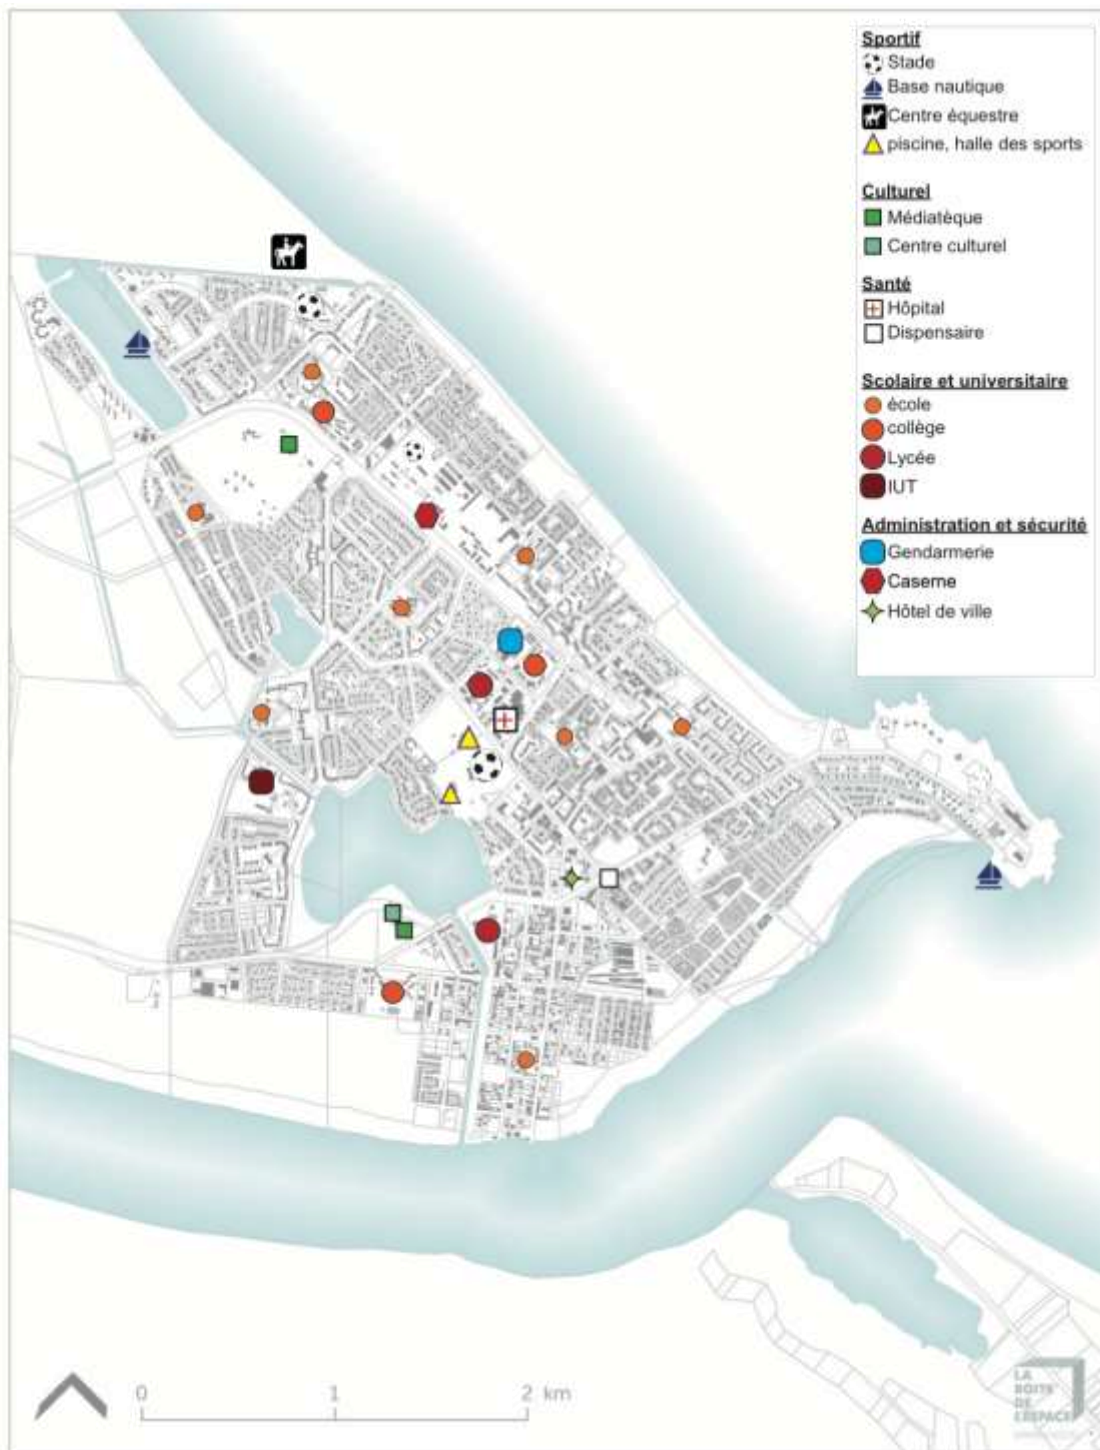 Sportif
Stade
Base nautique
Centre équestre
piscine, halle des sports
Culturel
Médiatèque
Centre culturel
Santé
Hôpital
Dispensaire
Scolaire et universitaire
école
collège
Lycée
IUT
Administration et sécurité
Gendarmerie
Caserne
Hôtel de ville
0 1 2 km
LA
BOITE
DE
L'ESPACE